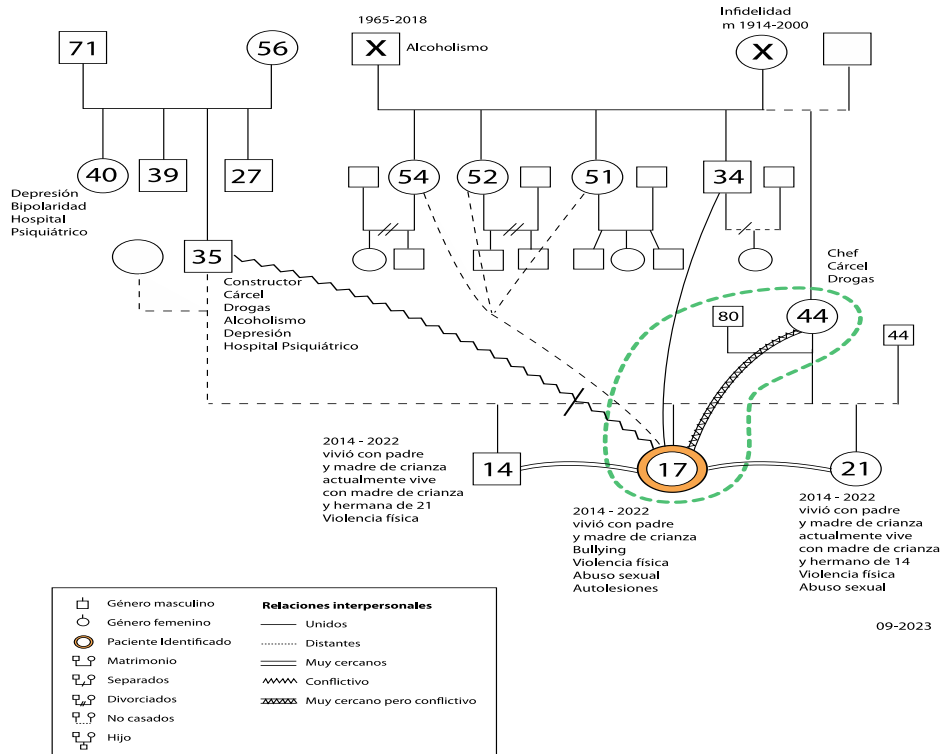 1965-2018
Infidelidad
m 1914-2000
71
56
X
Alcoholismo
X
40
39
27
54
52
51
34
Depresión
Bipolaridad
Hospital
Psiquiátrico
35
Constructor
Cárcel
Drogas
Alcoholismo
Depresión
Hospital Psiquiátrico
Chef
Cárcel
Drogas
80
44
44
2014 - 2022
vivió con padre
y madre de crianza
actualmente vive
con madre de crianza
y hermana de 21
Violencia física
14
17
21
2014 - 2022
vivió con padre
y madre de crianza
Bullying
Violencia física
Abuso sexual
Autolesiones
2014 - 2022
vivió con padre
y madre de crianza
actualmente vive
con madre de crianza
y hermano de 14
Violencia física
Abuso sexual
09-2023
Género masculino
Género femenino
Paciente Identificado
Matrimonio
Separados
Divorciados
No casados
Hijo
Relaciones interpersonales
Unidos
Distantes
Muy cercanos
Conflictivo
Muy cercano pero conflictivo